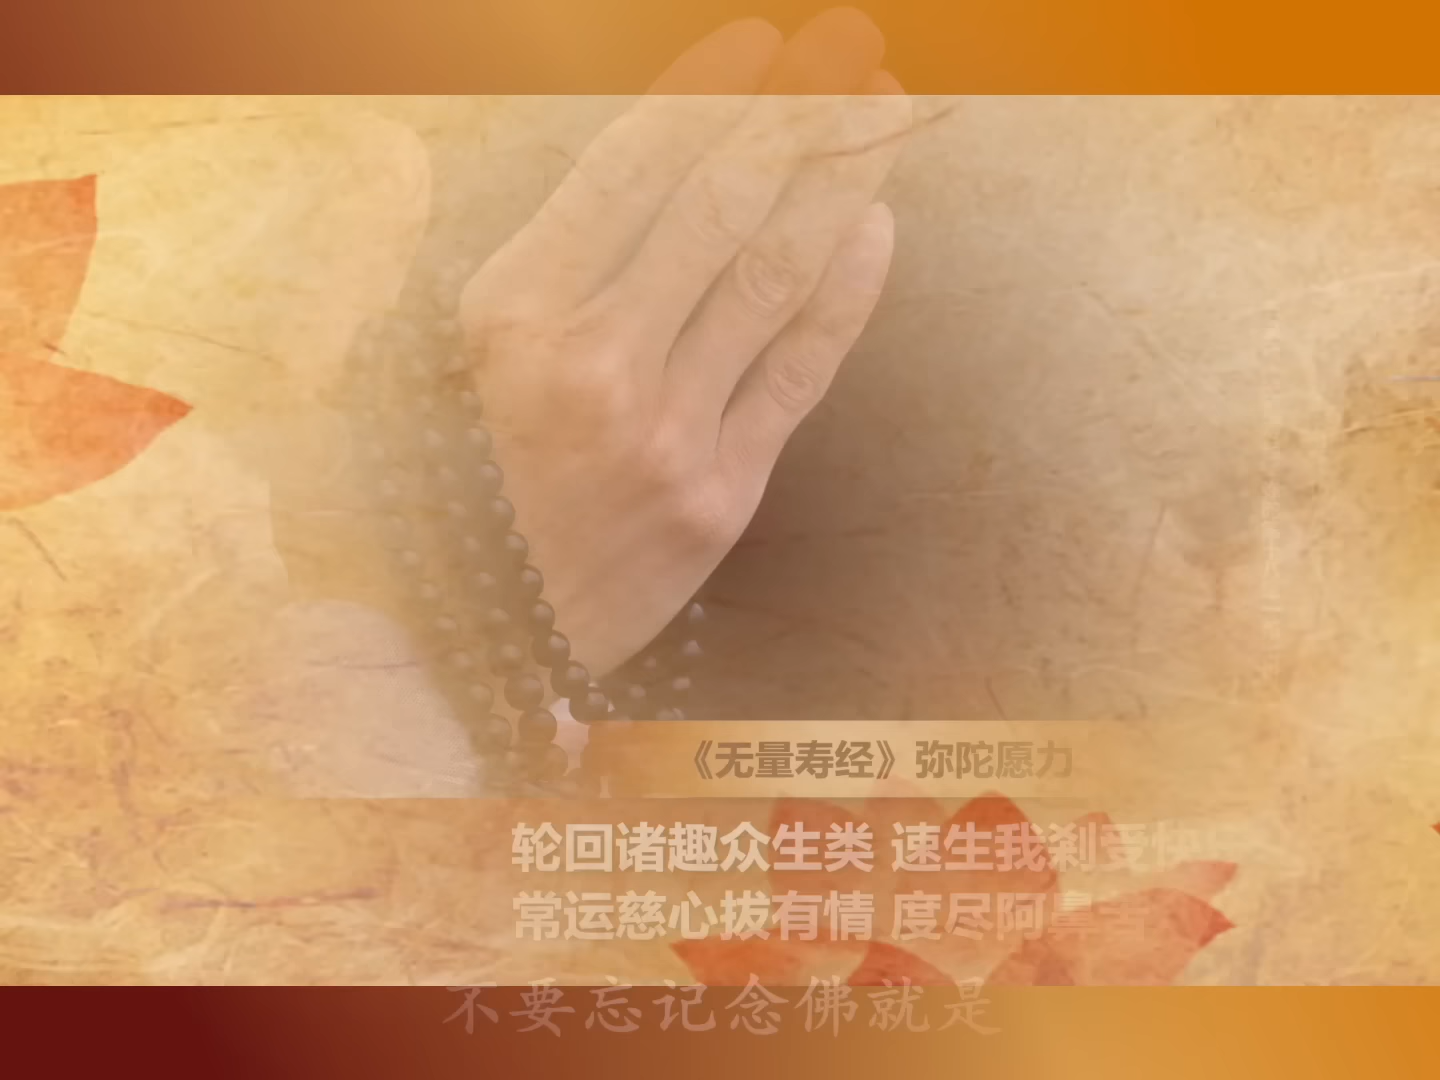 《无量寿经》弥陀愿力
轮回诸趣众生类 速生我刹受快
常运慈心拔有情 度尽阿鼻苦
不要忘记念佛就是